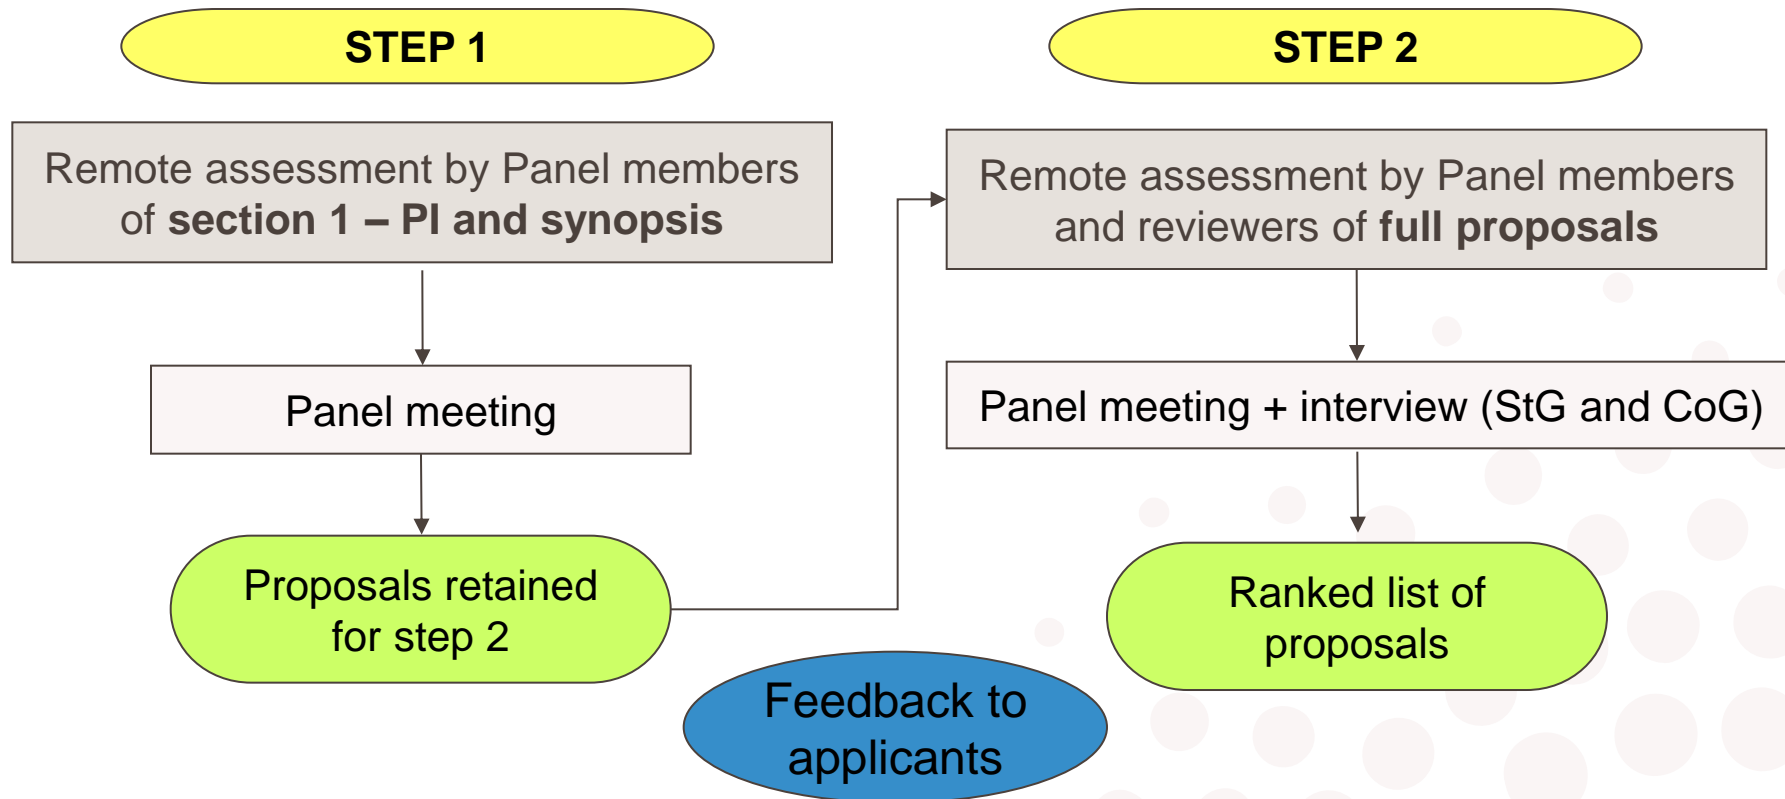 STEP 1
Remote assessment by Panel members
of section 1 – PI and synopsis
Panel meeting
Proposals retained
for step 2
STEP 2
Remote assessment by Panel members
and reviewers of full proposals
Panel meeting + interview (StG and CoG)
Ranked list of
proposals
Feedback to
applicants